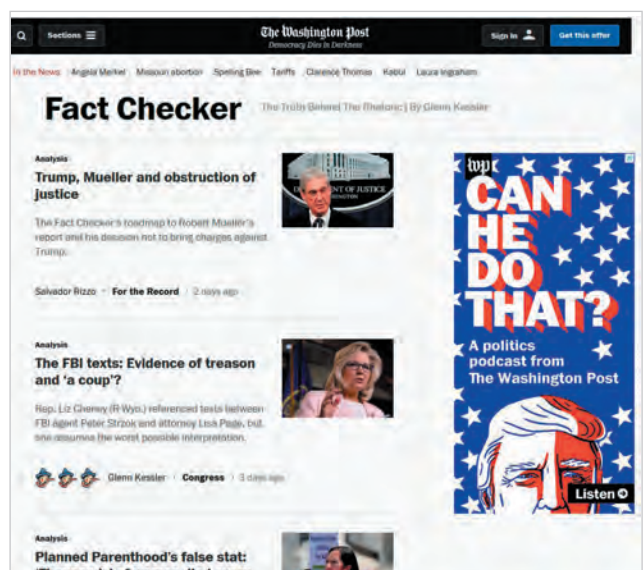 Sections
The Washington Post
Democracy Dies in Darkness
Sign In
Get this offer
In the News Angela Merkel Missouri abortion Spelling Bee Tariffs Clarence Thomas Kabul Laura Ingraham
Fact Checker
The Truth Behind The Rhetoric | By Glenn Kessler
Analysis
Trump, Mueller and obstruction of
justice
The Fact Checker's roadmap to Robert Mueller's
report and his decision not to bring charges against
Trump.
Salvador Rizzo • For the Record 2 days ago
Analysis
The FBI texts: Evidence of treason
and ‘a coup’?
Rep. Liz Cheney (R-Wyo.) referenced texts between
FBI agent Peter Strzok and attorney Lisa Page, but
she assumes the worst possible interpretation.
Glenn Kessler Congress 3 days ago
Analysis
Planned Parenthood’s false stat:
wp
CAN
HE
DO
THAT?
A politics
podcast from
The Washington Post
Listen